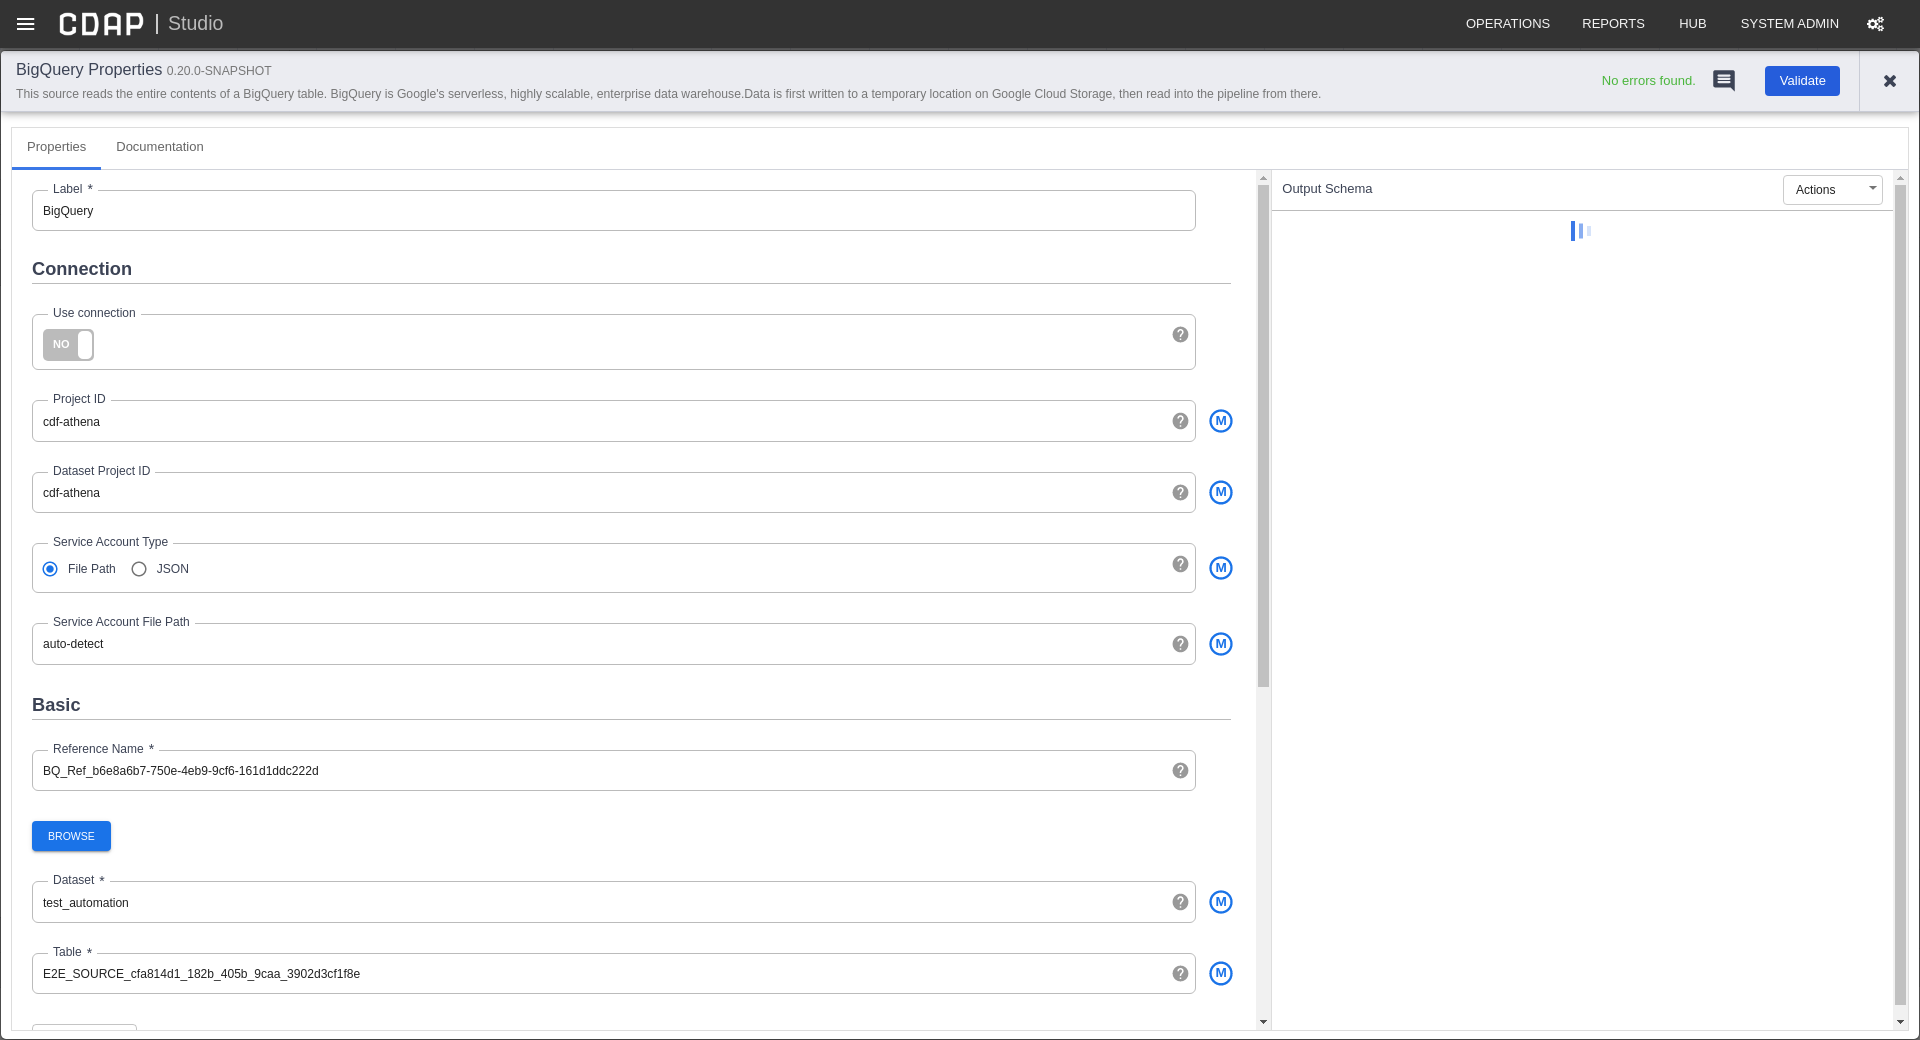 CDAP | Studio
OPERATIONS REPORTS HUB SYSTEM ADMIN
BigQuery Properties 0.20.0-SNAPSHOT
This source reads the entire contents of a BigQuery table. BigQuery is Google's serverless, highly scalable, enterprise data warehouse.Data is first written to a temporary location on Google Cloud Storage, then read into the pipeline from there.
No errors found.
Validate
Properties Documentation
Label *
BigQuery
Connection
Use connection
NO
?
Project ID
cdf-athena
? M
Dataset Project ID
cdf-athena
? M
Service Account Type
File Path JSON
? M
Service Account File Path
auto-detect
? M
Basic
Reference Name *
BQ_Ref_b6e8a6b7-750e-4eb9-9cf6-161d1ddc222d
?
BROWSE
Dataset *
test_automation
? M
Table *
E2E_SOURCE_cfa814d1_182b_405b_9caa_3902d3cf1f8e
? M
Output Schema
Actions